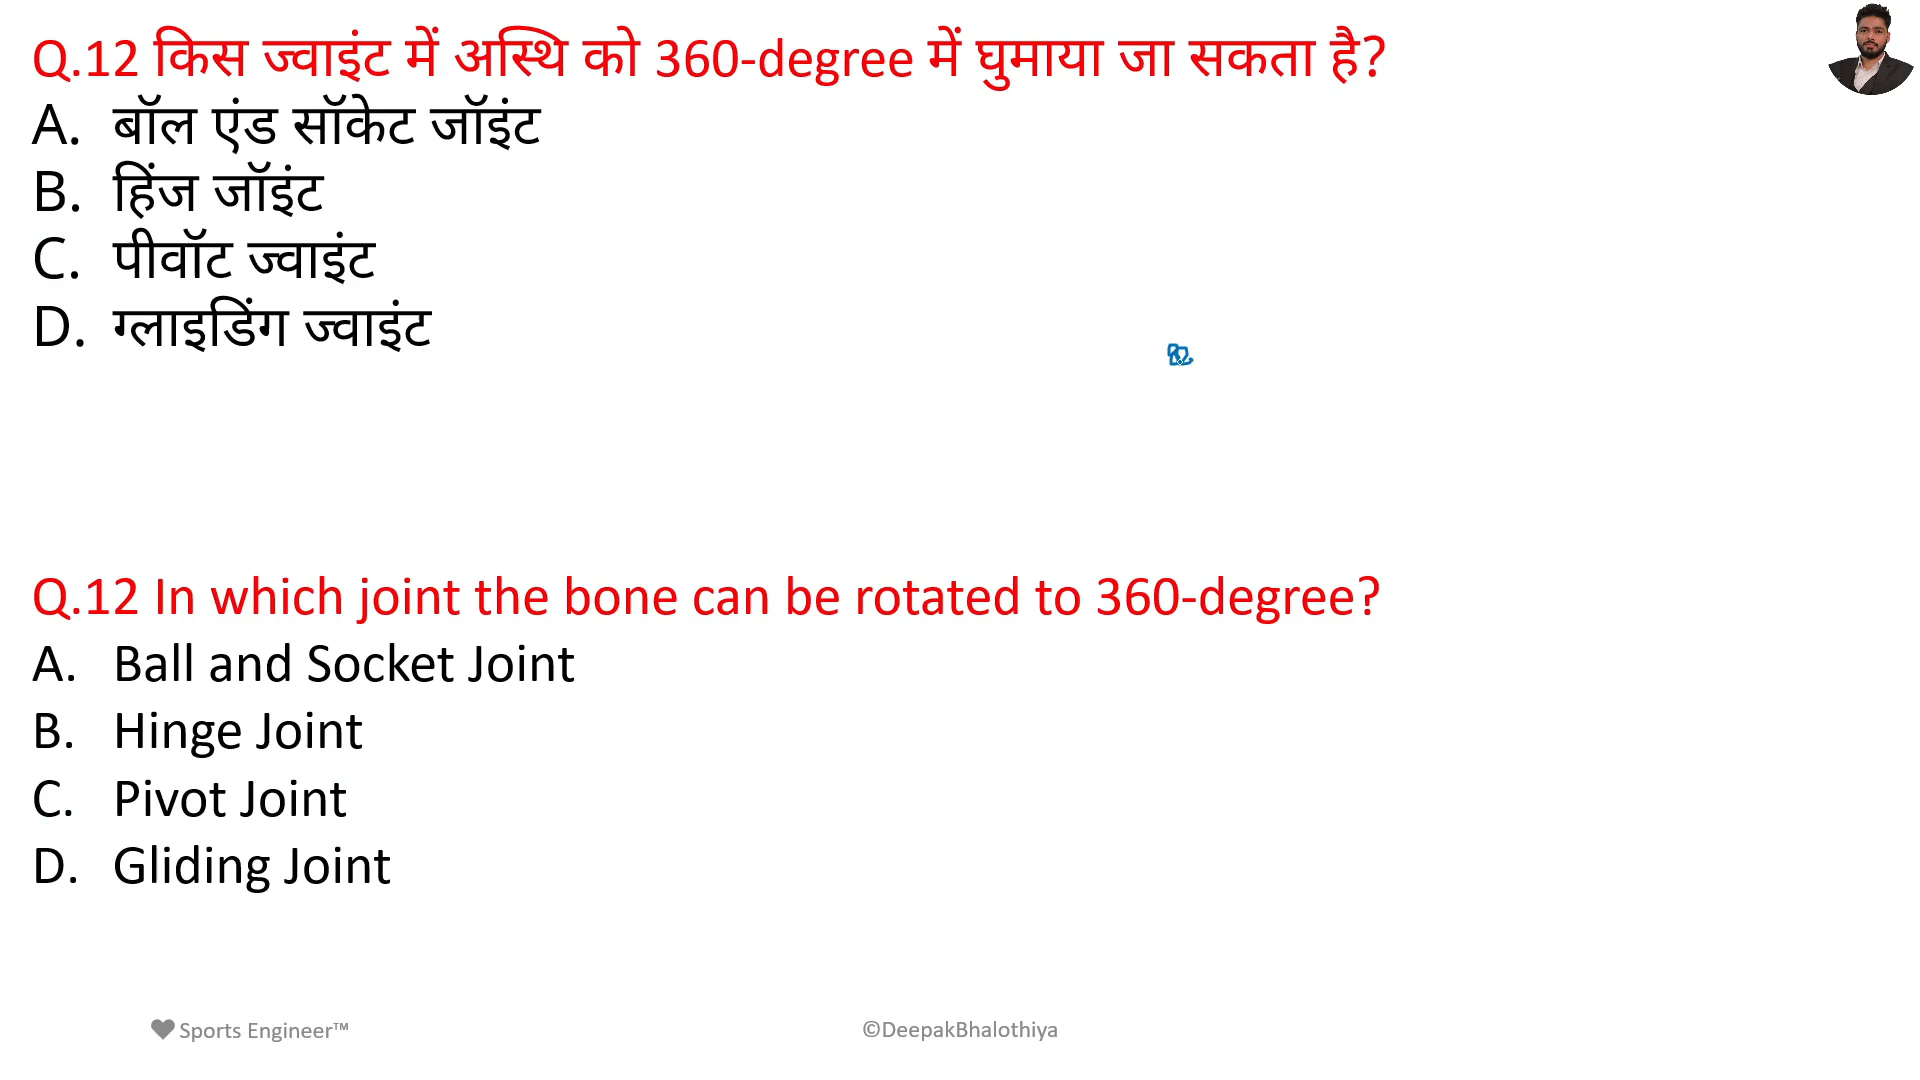 Q.12 किस ज्वाइंट में अस्थि को 360-degree में घुमाया जा सकता है?
A. बॉल एंड सॉकेट जॉइंट
B. हिंज जॉइंट
C. पीवॉट ज्वाइंट
D. ग्लाइडिंग ज्वाइंट
Q.12 In which joint the bone can be rotated to 360-degree?
A. Ball and Socket Joint
B. Hinge Joint
C. Pivot Joint
D. Gliding Joint
Sports Engineer™
©DeepakBhalothiya